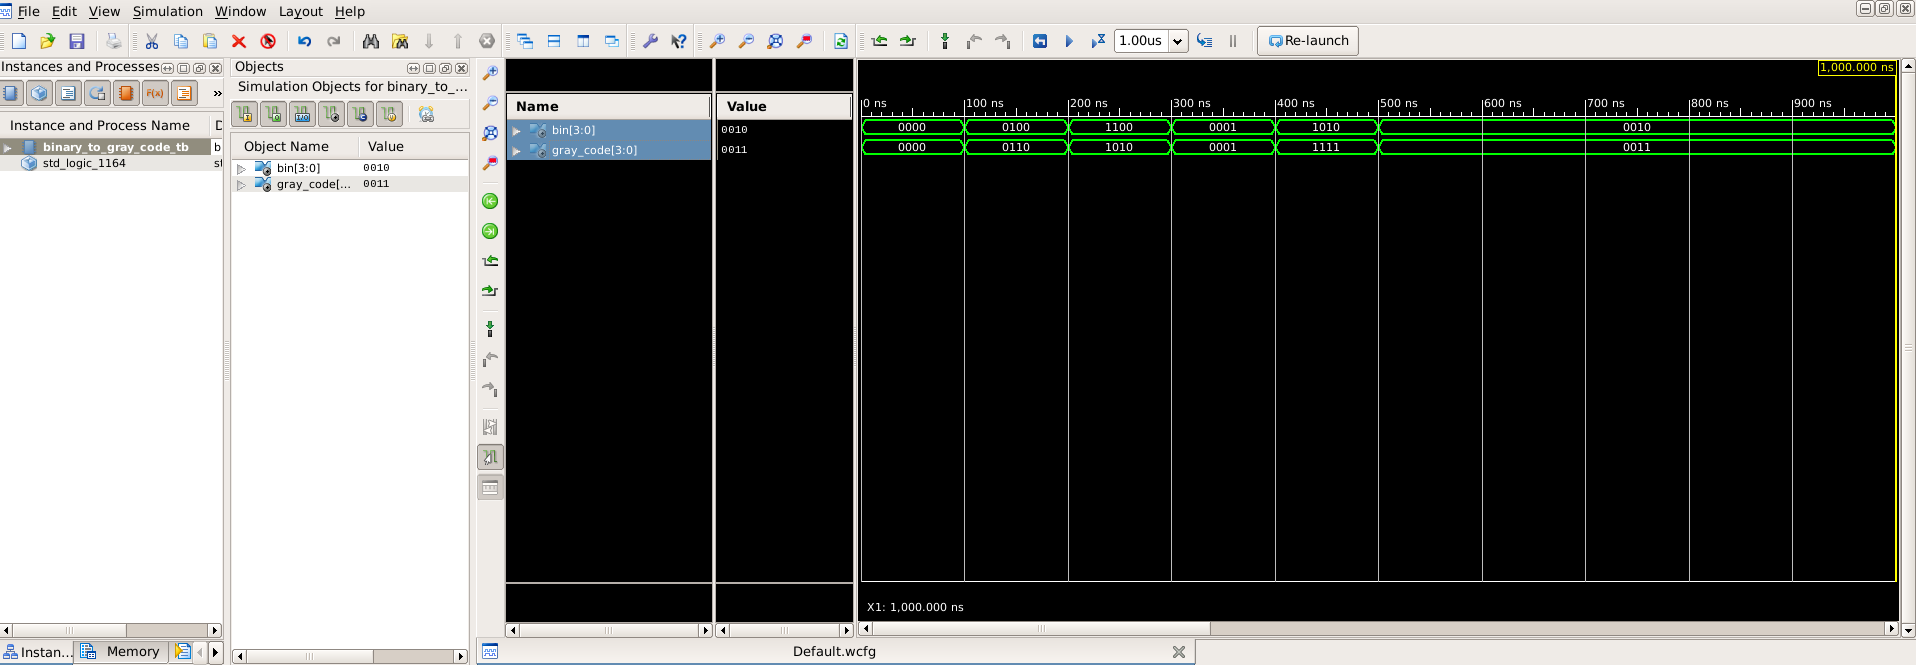 File Edit View Simulation Window Layout Help
1.00us Re-launch
Instances and Processes
Instance and Process Name D
binary_to_gray_code_tb b
std_logic_1164 st
Instan... Memory
Objects
Simulation Objects for binary_to_...
Object Name Value
bin[3:0] 0010
gray_code[... 0011
F(x)
»
Name Value
bin[3:0] 0010
gray_code[3:0] 0011
1,000.000 ns
0 ns 100 ns 200 ns 300 ns 400 ns 500 ns 600 ns 700 ns 800 ns 900 ns
0000 0100 1100 0001 1010 0010
0000 0110 1010 0001 1111 0011
X1: 1,000.000 ns
Default.wcfg